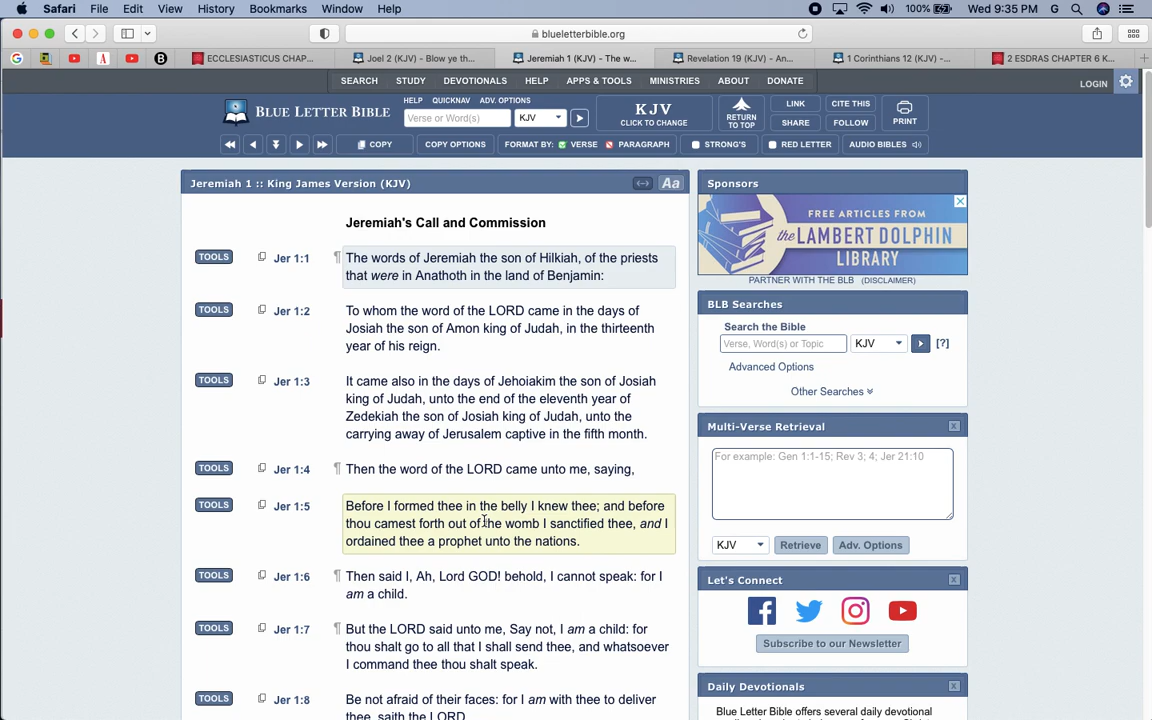 Safari File Edit View History Bookmarks Window Help 100% Wed 9:35 PM G
blueletterbible.org
ECCLESIASTICUS CHAP... Joel 2 (KJV) - Blow ye th... Jeremiah 1 (KJV) - The w... Revelation 19 (KJV) - An... 1 Corinthians 12 (KJV) -... 2 ESDRAS CHAPTER 6 K...
SEARCH STUDY DEVOTIONALS HELP APPS & TOOLS MINISTRIES ABOUT DONATE LOGIN
BLUE LETTER BIBLE
HELP QUICKNAV ADV. OPTIONS
Verse or Word(s) KJV
KJV
CLICK TO CHANGE
RETURN
TO TOP
LINK CITE THIS
SHARE FOLLOW
PRINT
COPY COPY OPTIONS FORMAT BY: VERSE PARAGRAPH STRONG'S RED LETTER AUDIO BIBLES
Jeremiah 1 :: King James Version (KJV) Aa
Jeremiah's Call and Commission
TOOLS Jer 1:1 ¶ The words of Jeremiah the son of Hilkiah, of the priests
that were in Anathoth in the land of Benjamin:
TOOLS Jer 1:2 To whom the word of the LORD came in the days of
Josiah the son of Amon king of Judah, in the thirteenth
year of his reign.
TOOLS Jer 1:3 It came also in the days of Jehoiakim the son of Josiah
king of Judah, unto the end of the eleventh year of
Zedekiah the son of Josiah king of Judah, unto the
carrying away of Jerusalem captive in the fifth month.
TOOLS Jer 1:4 ¶ Then the word of the LORD came unto me, saying,
TOOLS Jer 1:5 Before I formed thee in the belly I knew thee; and before
thou camest forth out of the womb I sanctified thee, and I
ordained thee a prophet unto the nations.
TOOLS Jer 1:6 ¶ Then said I, Ah, Lord GOD! behold, I cannot speak: for I
am a child.
TOOLS Jer 1:7 ¶ But the LORD said unto me, Say not, I am a child: for
thou shalt go to all that I shall send thee, and whatsoever
I command thee thou shalt speak.
TOOLS Jer 1:8 Be not afraid of their faces: for I am with thee to deliver
thee, saith the LORD.
Sponsors
FREE ARTICLES FROM
the LAMBERT DOLPHIN
LIBRARY
PARTNER WITH THE BLB (DISCLAIMER)
BLB Searches
Search the Bible
Verse, Word(s) or Topic KJV [?]
Advanced Options
Other Searches
Multi-Verse Retrieval x
For example: Gen 1:1-15; Rev 3; 4; Jer 21:10
KJV Retrieve Adv. Options
Let's Connect x
Subscribe to our Newsletter
Daily Devotionals x
Blue Letter Bible offers several daily devotional